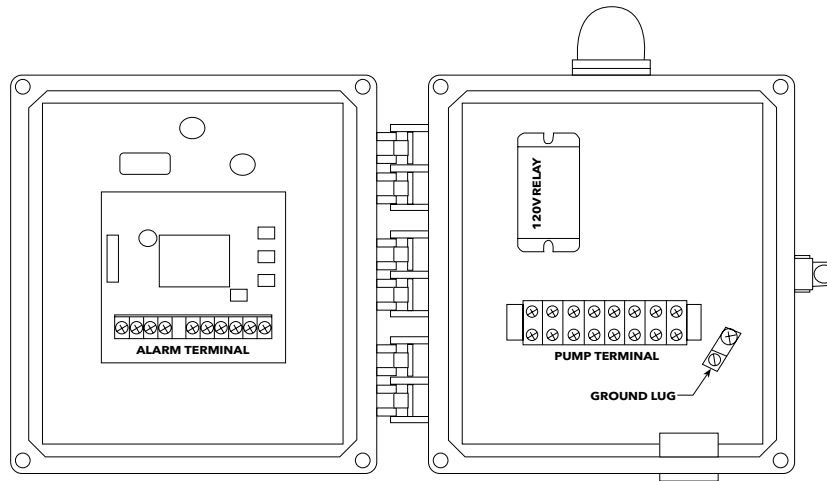 120V RELAY
ALARM TERMINAL
PUMP TERMINAL
GROUND LUG